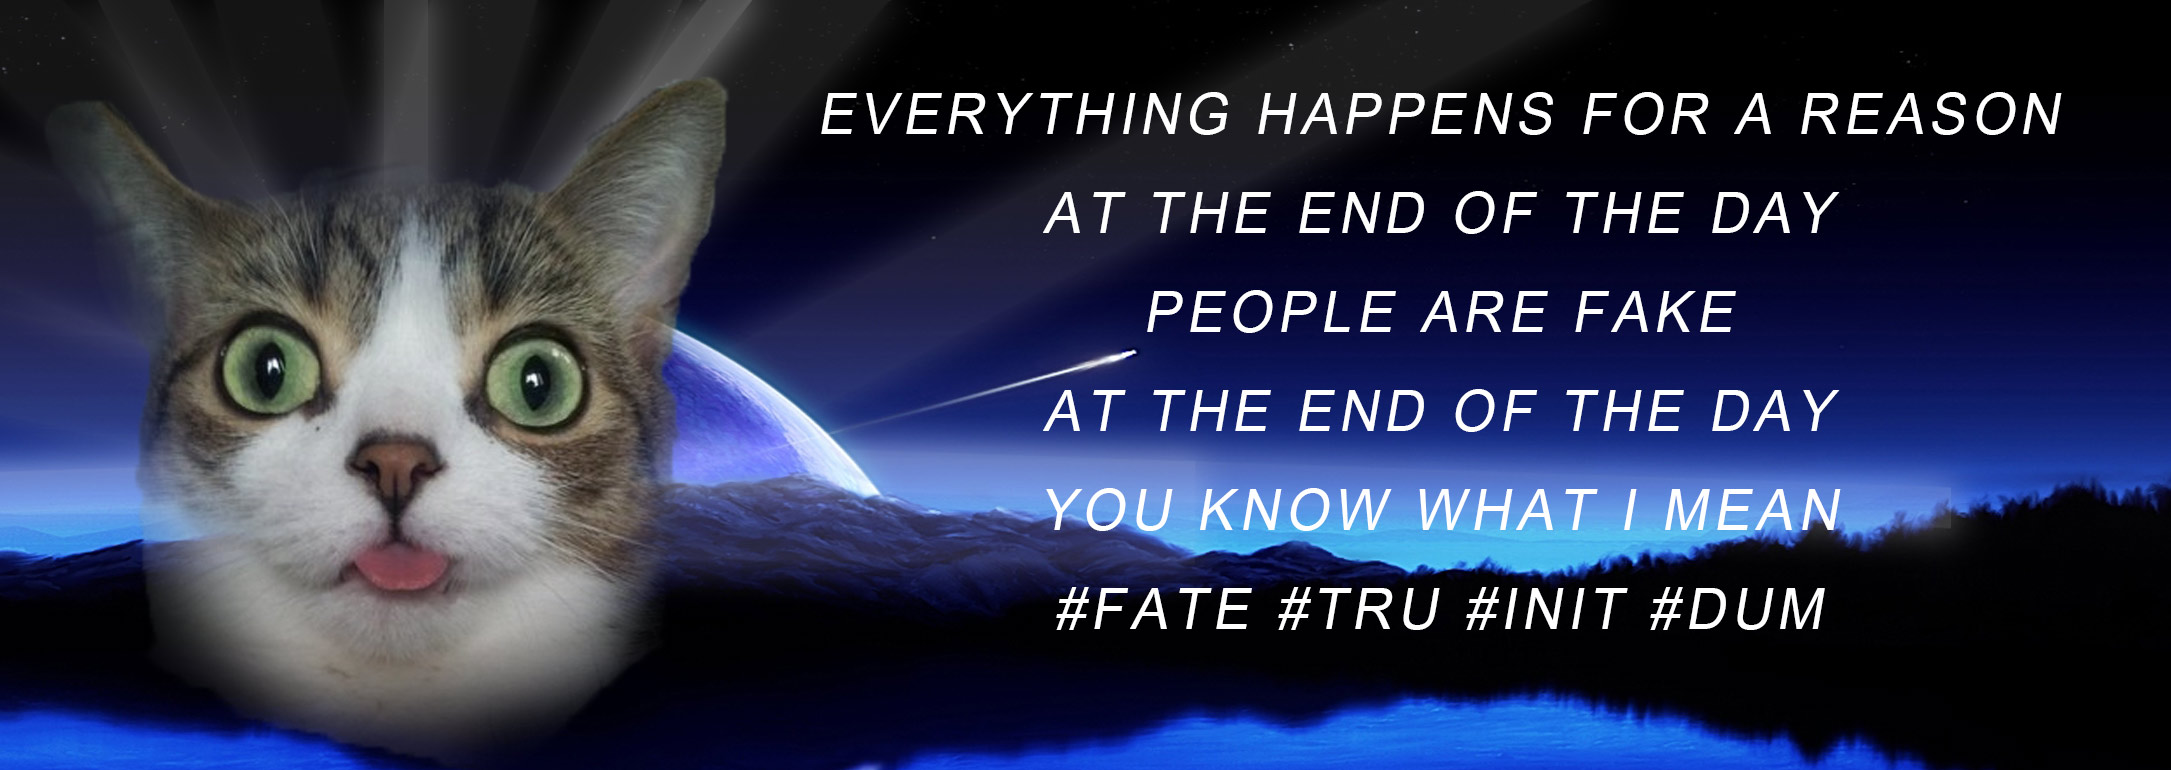 EVERYTHING HAPPENS FOR A REASON
AT THE END OF THE DAY
PEOPLE ARE FAKE
AT THE END OF THE DAY
YOU KNOW WHAT I MEAN
#FATE #TRU #INIT #DUM